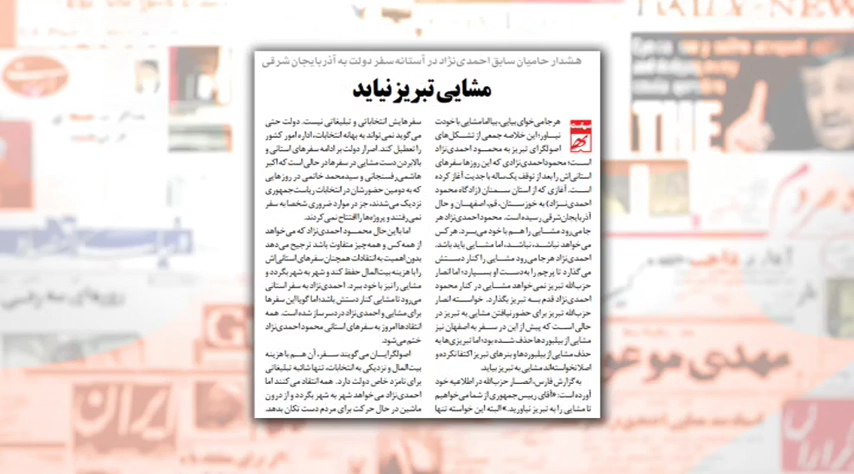 هشدار حامیان سابق احمدی‌نژاد در آستانه سفر دولت به آذربایجان شرقی
مشایی تبریز نیاید
هر جا می‌خوای بیایی، بیا اما مشایی با خودت
نیاور؛ این خلاصه جمعی از تشکل‌های
اصولگرای تبریز به محمود احمدی‌نژاد
است؛ محمود احمدی‌نژادی که این روزها سفرهای
استانی‌اش را بعد از توقف یک‌ساله با جدیت آغاز کرده
است. آغازی که از استان سمنان (زادگاه محمود
احمدی‌نژاد) به خوزستان، قم، اصفهان و حال
آذربایجان‌شرقی رسیده است. محمود احمدی‌نژاد هر
جا می‌رود مشایی را هم با خود می‌برد. هر کس
می‌خواهد نباشد، نباشد، اما مشایی باید باشد.
احمدی‌نژاد هر جا می‌رود مشایی را کنار دستش
می‌گذارد تا پرچم را به‌دست او بسپارد؛ اما انصار
حزب‌الله تبریز نمی‌خواهد مشایی در کنار محمود
احمدی‌نژاد قدم به تبریز بگذارد. خواسته انصار
حزب‌الله تبریز برای حضور نیافتن مشایی به تبریز در
حالی است که پیش از این در سفر به اصفهان نیز
مشایی از بیلبوردها حذف شده بود؛ اما تبریزی‌ها به
حذف مشایی از بیلبوردها و بنرهای تبریز اکتفا نکرده و
اصلا نخواسته‌اند مشایی به تبریز بیاید.
به گزارش فارس، انصار حزب‌الله در اطلاعیه خود
آورده است: «آقای رییس‌جمهوری از شما می‌خواهیم
تا مشایی را به تبریز نیاورید.» البته این خواسته تنها
سفرهایش انتخاباتی و تبلیغاتی نیست. دولت حتی
می‌گوید نمی‌تواند به بهانه انتخابات، اداره امور کشور
را تعطیل کند. اصرار دولت بر ادامه سفرهای استانی و
بالا بردن دست مشایی در سفرها در حالی است که اکبر
هاشمی‌رفسنجانی و سیدمحمد خاتمی در روزهایی
که به دومین حضورشان در انتخابات ریاست‌جمهوری
نزدیک می‌شدند، جز در موارد ضروری شخصا به سفر
نمی‌رفتند و پروژه‌ها را افتتاح نمی‌کردند.
اما با این حال محمود احمدی‌نژاد که می‌خواهد
از همه کس و همه‌چیز متفاوت باشد ترجیح می‌دهد
بدون اهمیت به انتقادات همچنان سفرهای استانی‌اش
را با هزینه بیت‌المال حفظ کند و شهر به شهر بگردد و
مشایی را نیز با خود ببرد. احمدی‌نژاد به سفر استانی
می‌رود تا مشایی کنار دستش باشد؛ اما گویا این سفرها
برای مشایی و احمدی‌نژاد دردسرساز شده است. همه
انتقادها امروز به سفرهای استانی محمود احمدی‌نژاد
ختم می‌شود.
اصولگرایان می‌گویند سفر، آن هم با هزینه
بیت‌المال و نزدیکی به انتخابات، تنها شائبه تبلیغاتی
برای نامزد خاص دولت دارد. همه انتقاد می‌کنند اما
احمدی‌نژاد می‌خواهد شهر به شهر بگردد و از درون
ماشین در حال حرکت برای مردم دست تکان بدهد.
DAILY-NEW
THE
مهدی موعود
ایران